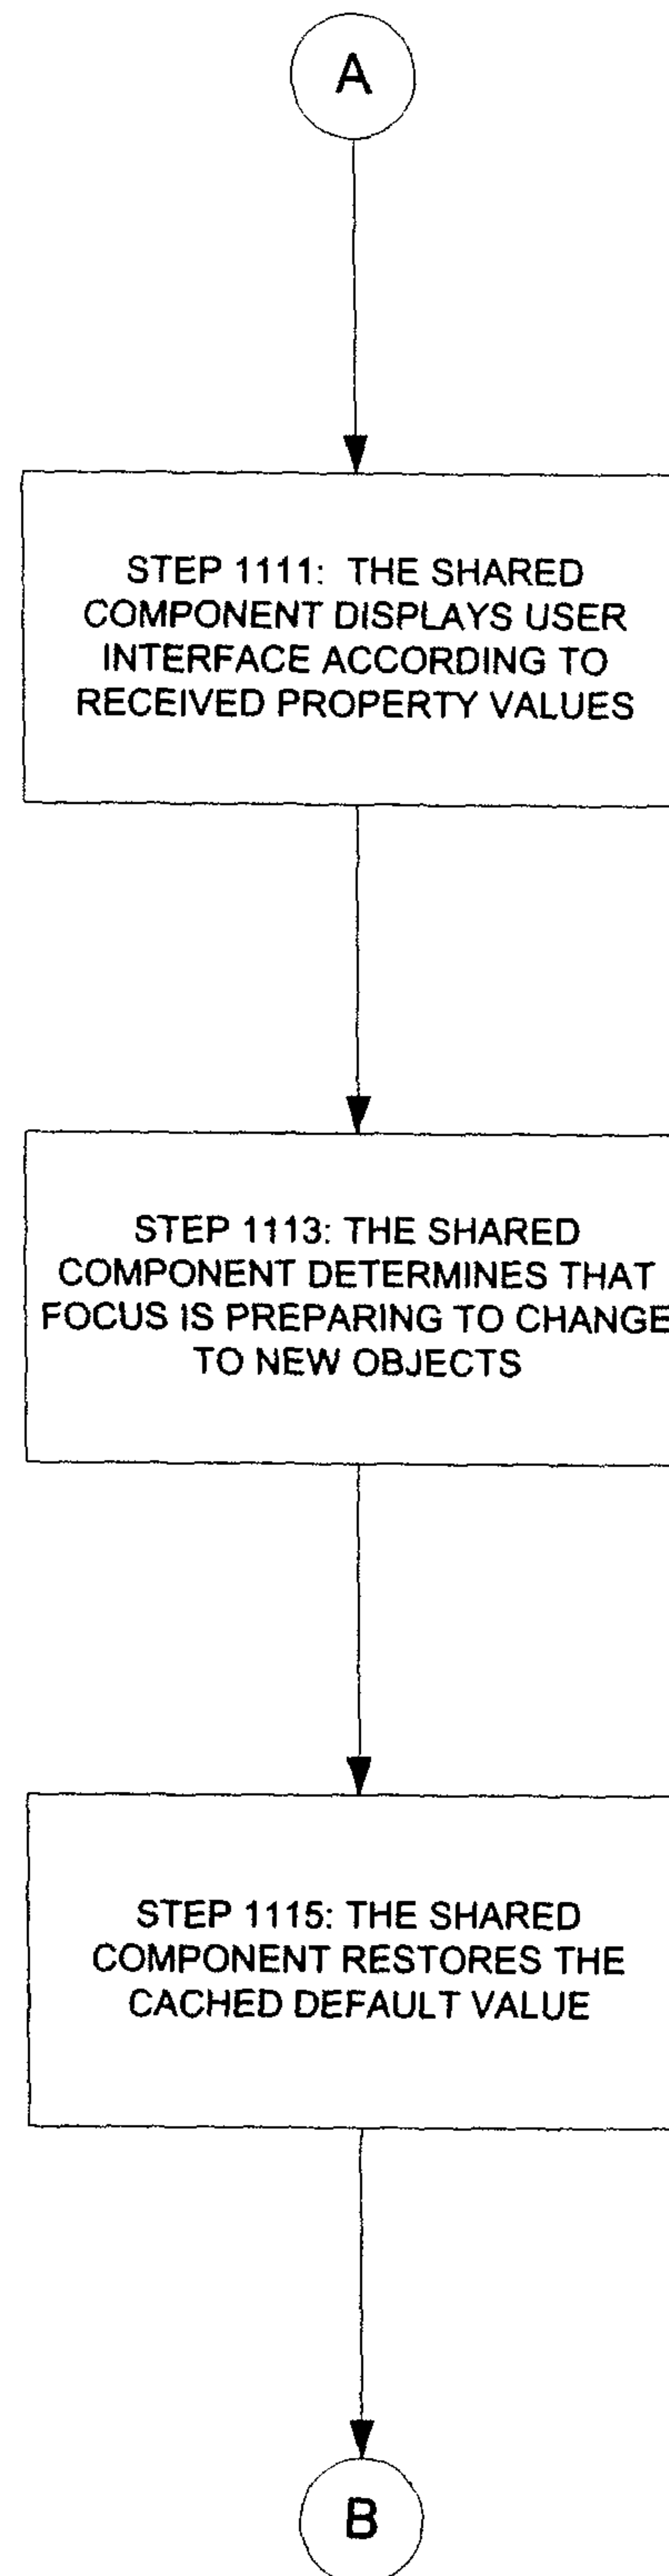 A
STEP 1111: THE SHARED
COMPONENT DISPLAYS USER
INTERFACE ACCORDING TO
RECEIVED PROPERTY VALUES
STEP 1113: THE SHARED
COMPONENT DETERMINES THAT
FOCUS IS PREPARING TO CHANGE
TO NEW OBJECTS
STEP 1115: THE SHARED
COMPONENT RESTORES THE
CACHED DEFAULT VALUE
B